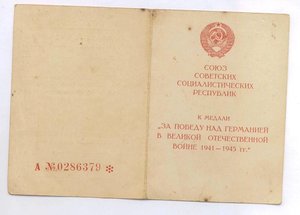 А №0286379 ✻
СОЮЗ
СОВЕТСКИХ
СОЦИАЛИСТИЧЕСКИХ
РЕСПУБЛИК
К МЕДАЛИ
„ЗА ПОБЕДУ НАД ГЕРМАНИЕЙ
В ВЕЛИКОЙ ОТЕЧЕСТВЕННОЙ
ВОЙНЕ 1941—1945 гг."